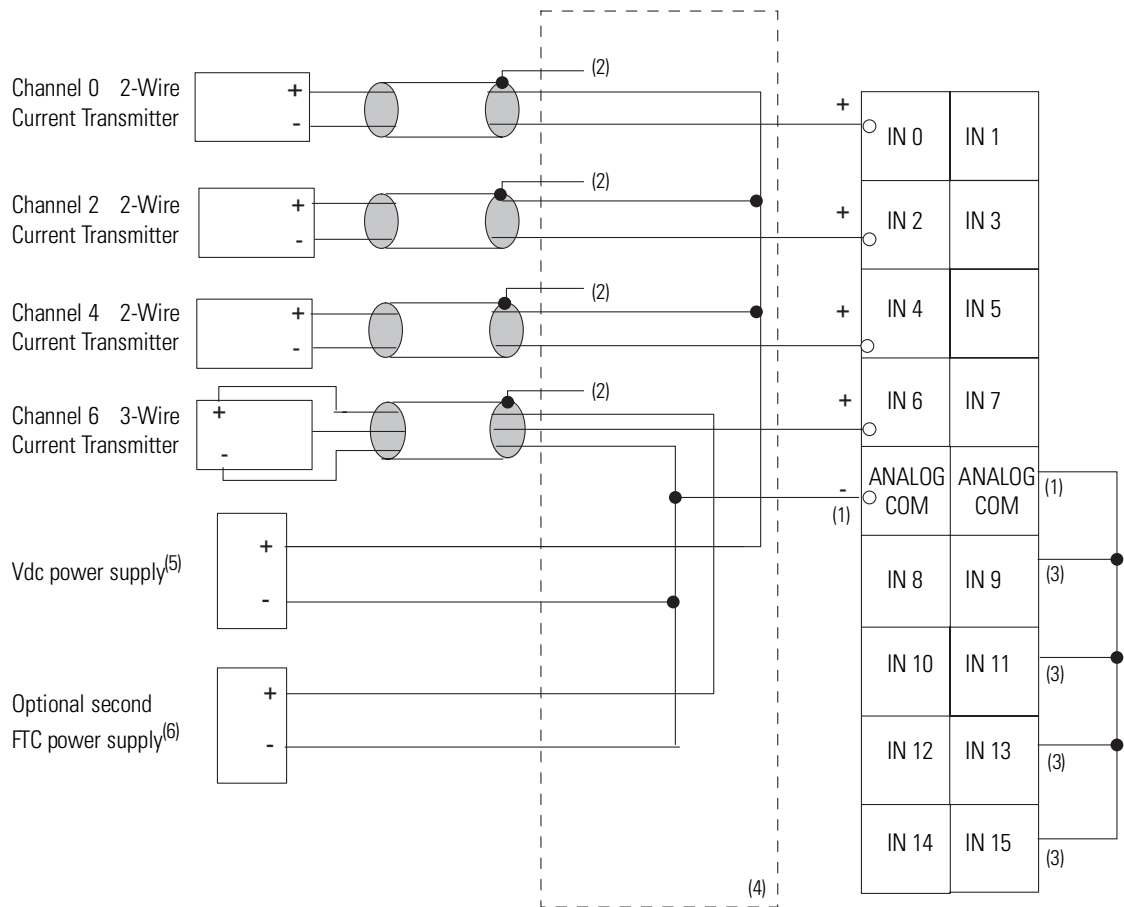 Channel 0 2-Wire
Current Transmitter
+
-
(2)
Channel 2 2-Wire
Current Transmitter
+
-
(2)
Channel 4 2-Wire
Current Transmitter
+
-
(2)
Channel 6 3-Wire
Current Transmitter
+
-
-
(2)
Vdc power supply(5)
+
-
Optional second
FTC power supply(6)
+
-
(4)
+
IN 0 IN 1
+
IN 2 IN 3
+
IN 4 IN 5
+
IN 6 IN 7
-
(1)
ANALOG COM
ANALOG COM
(1)
IN 8 IN 9
(3)
IN 10 IN 11
(3)
IN 12 IN 13
(3)
IN 14 IN 15
(3)